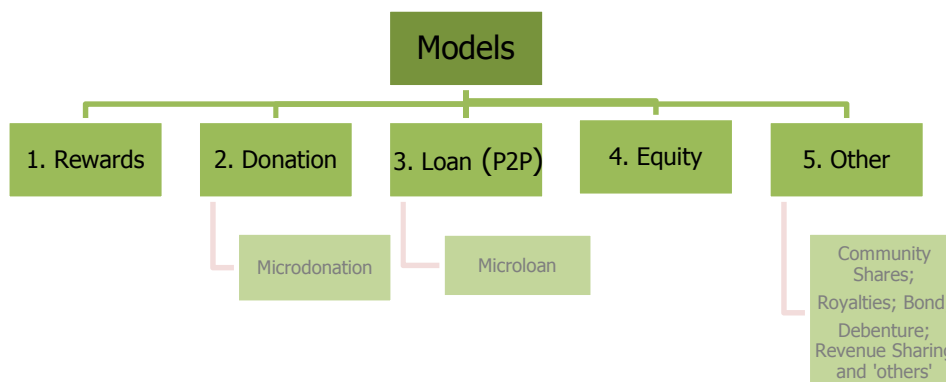 Models
1. Rewards
2. Donation
3. Loan (P2P)
4. Equity
5. Other
Microdonation
Microloan
Community
Shares;
Royalties; Bond
Debenture;
Revenue Sharing
and 'others'